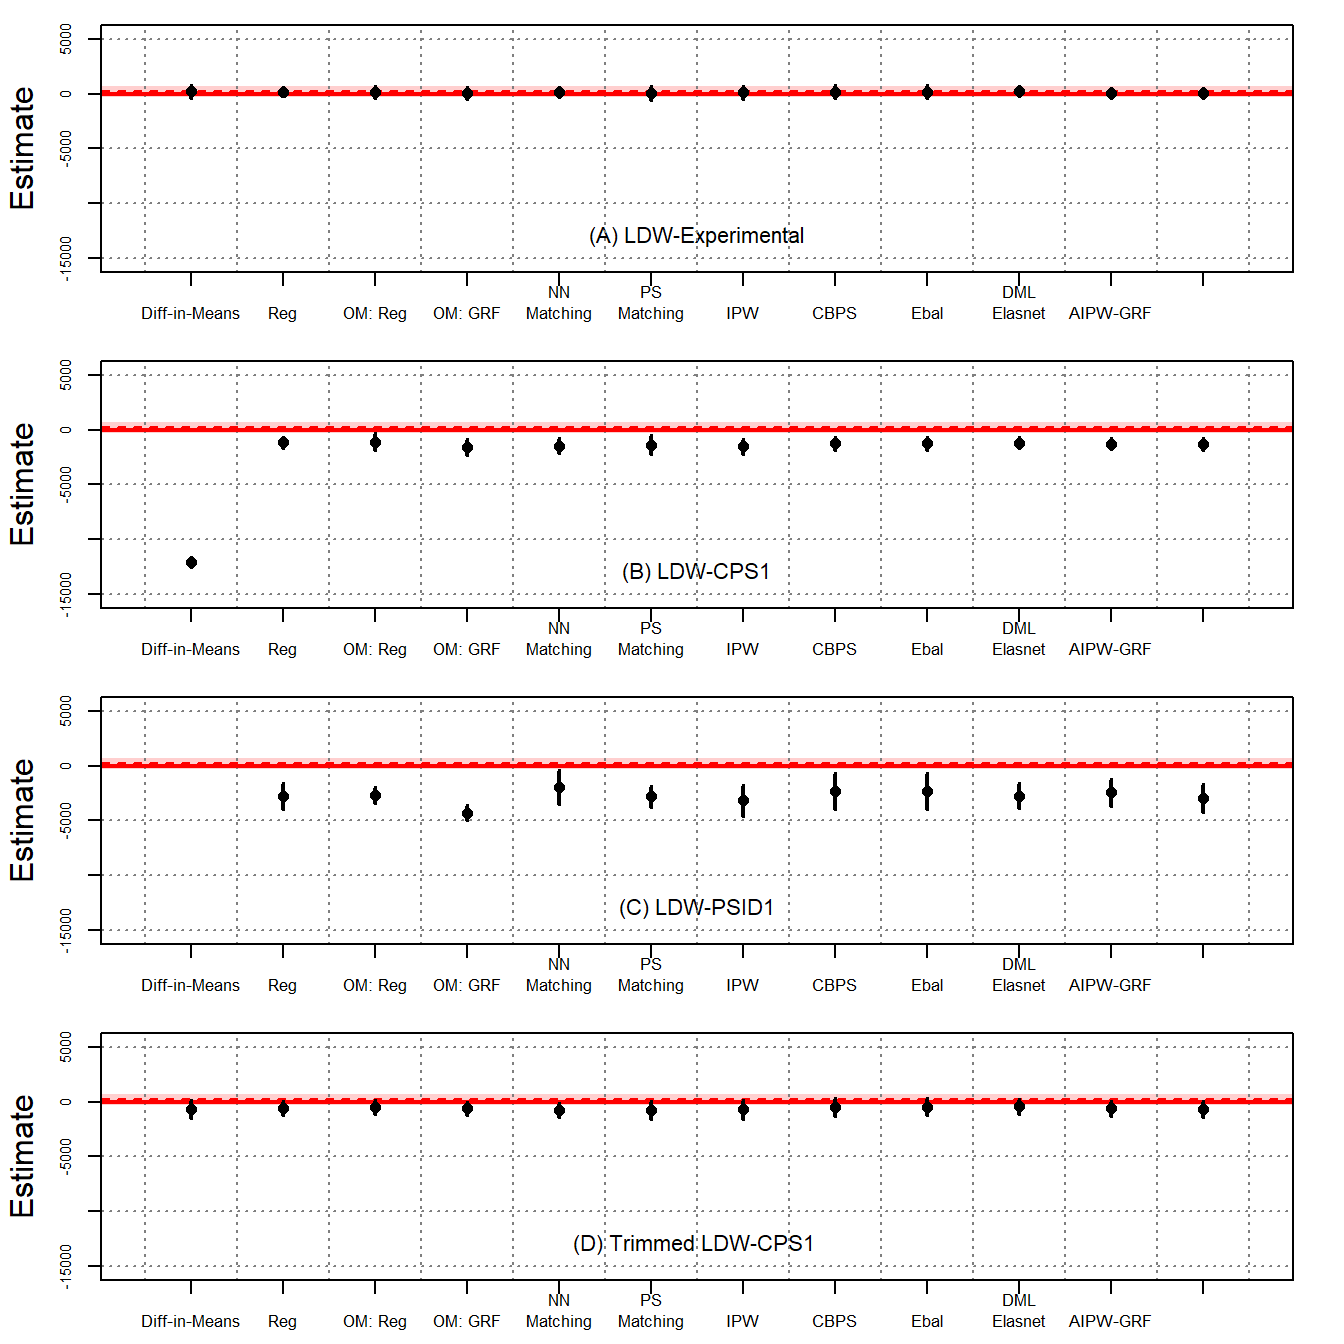 Estimate
5000
0
-5000
-15000
(A) LDW-Experimental
NN PS DML
Diff-in-Means Reg OM: Reg OM: GRF Matching Matching IPW CBPS Ebal Elasnet AIPW-GRF
Estimate
5000
0
-5000
-15000
(B) LDW-CPS1
NN PS DML
Diff-in-Means Reg OM: Reg OM: GRF Matching Matching IPW CBPS Ebal Elasnet AIPW-GRF
Estimate
5000
0
-5000
-15000
(C) LDW-PSID1
NN PS DML
Diff-in-Means Reg OM: Reg OM: GRF Matching Matching IPW CBPS Ebal Elasnet AIPW-GRF
Estimate
5000
0
-5000
-15000
(D) Trimmed LDW-CPS1
NN PS DML
Diff-in-Means Reg OM: Reg OM: GRF Matching Matching IPW CBPS Ebal Elasnet AIPW-GRF